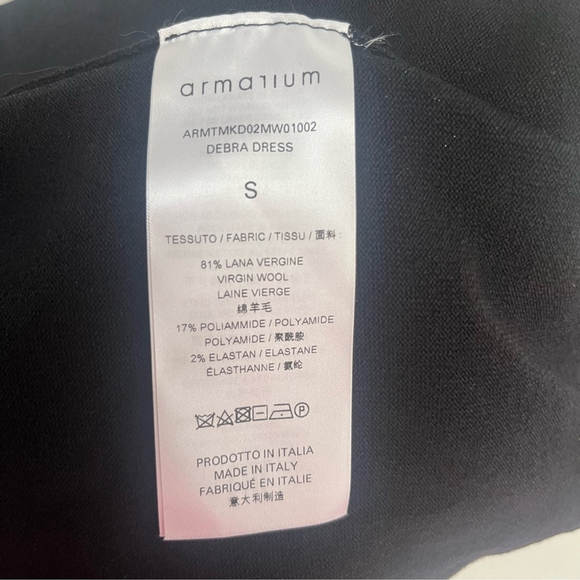 armarium
ARMTMKD02MW01002
DEBRA DRESS
S
TESSUTO / FABRIC / TISSU / 面料 :
81% LANA VERGINE
VIRGIN WOOL
LAINE VIERGE
绵羊毛
17% POLIAMMIDE / POLYAMIDE
POLYAMIDE / 聚酰胺
2% ELASTAN / ELASTANE
ÉLASTHANNE / 氨纶
P
PRODOTTO IN ITALIA
MADE IN ITALY
FABRIQUÉ EN ITALIE
意大利制造